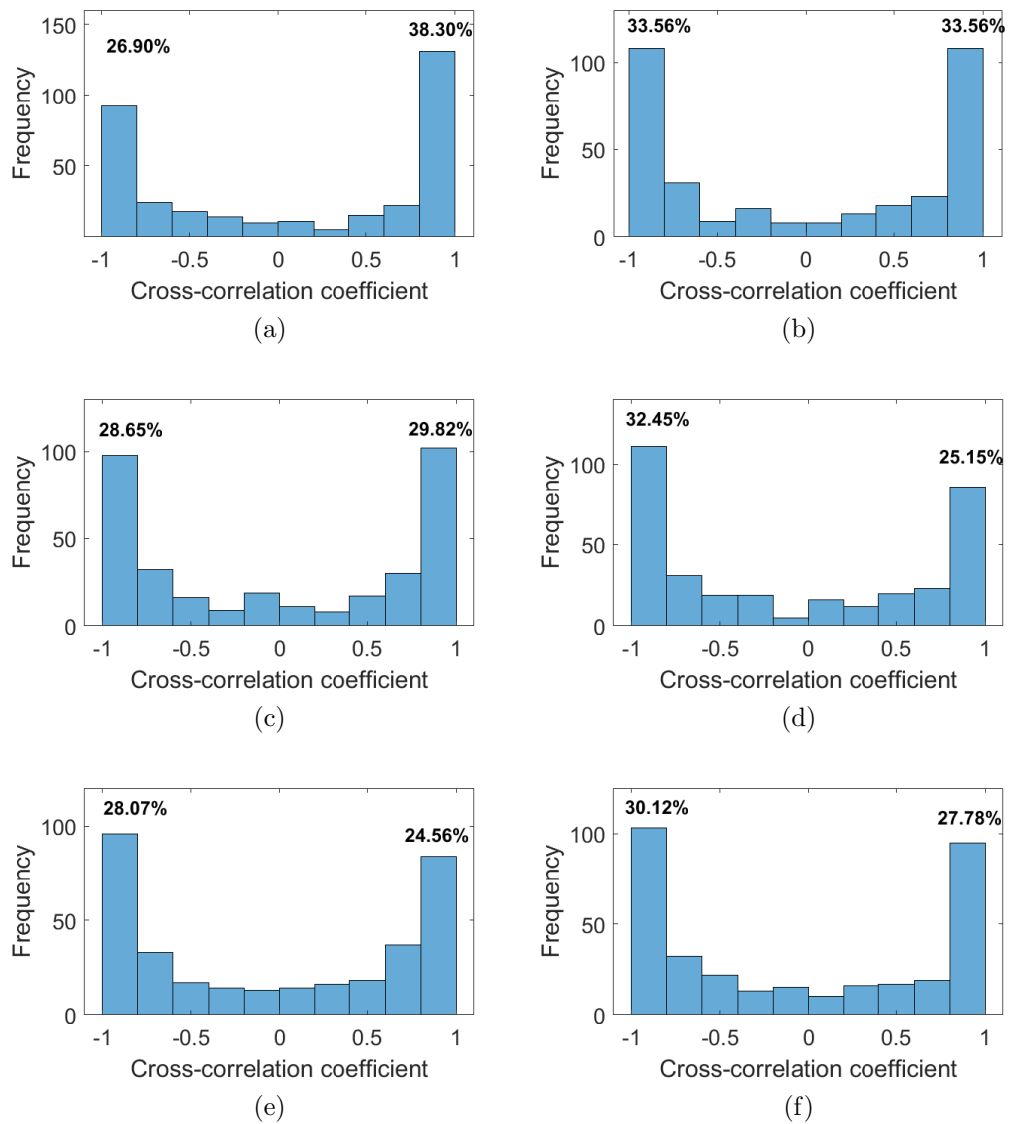 26.90%
38.30%
150
100
50
Frequency
-1 -0.5 0 0.5 1
Cross-correlation coefficient
(a)
33.56%
33.56%
100
50
0
Frequency
-1 -0.5 0 0.5 1
Cross-correlation coefficient
(b)
28.65%
29.82%
100
50
0
Frequency
-1 -0.5 0 0.5 1
Cross-correlation coefficient
(c)
32.45%
25.15%
100
50
0
Frequency
-1 -0.5 0 0.5 1
Cross-correlation coefficient
(d)
28.07%
24.56%
100
50
0
Frequency
-1 -0.5 0 0.5 1
Cross-correlation coefficient
(e)
30.12%
27.78%
100
50
0
Frequency
-1 -0.5 0 0.5 1
Cross-correlation coefficient
(f)